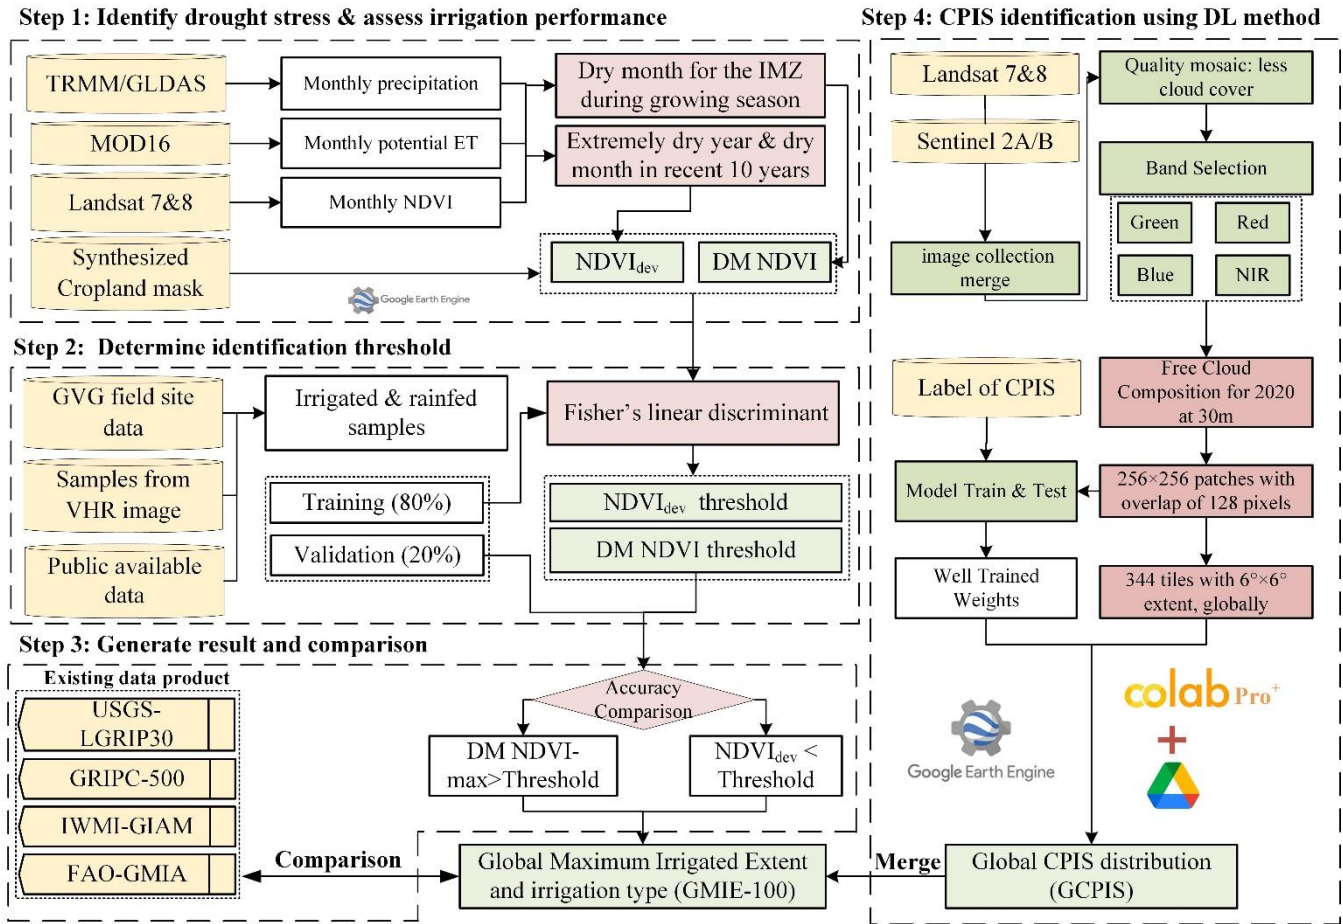 Step 1: Identify drought stress & assess irrigation performance
TRMM/GLDAS
Monthly precipitation
Dry month for the IMZ
during growing season
MOD16
Monthly potential ET
Extremely dry year & dry
month in recent 10 years
Landsat 7&8
Monthly NDVI
Synthesized
Cropland mask
NDVIdev
DM NDVI
Google Earth Engine
Step 2: Determine identification threshold
GVG field site
data
Irrigated & rainfed
samples
Fisher's linear discriminant
Samples from
VHR image
Training (80%)
NDVIdev threshold
Validation (20%)
DM NDVI threshold
Public available
data
Step 3: Generate result and comparison
Existing data product
USGS-
LGRIP30
GRIPC-500
IWMI-GIAM
FAO-GMIA
Accuracy
Comparison
DM NDVI-
max>Threshold
NDVIdev <
Threshold
Comparison
Global Maximum Irrigated Extent
and irrigation type (GMIE-100)
Merge
Step 4: CPIS identification using DL method
Landsat 7&8
Quality mosaic: less
cloud cover
Sentinel 2A/B
Band Selection
Green
Red
image collection
merge
Blue
NIR
Label of CPIS
Free Cloud
Composition for 2020
at 30m
Model Train & Test
256×256 patches with
overlap of 128 pixels
Well Trained
Weights
344 tiles with 6°×6°
extent, globally
Google Earth Engine
colab Pro+
+
Global CPIS distribution
(GCPIS)